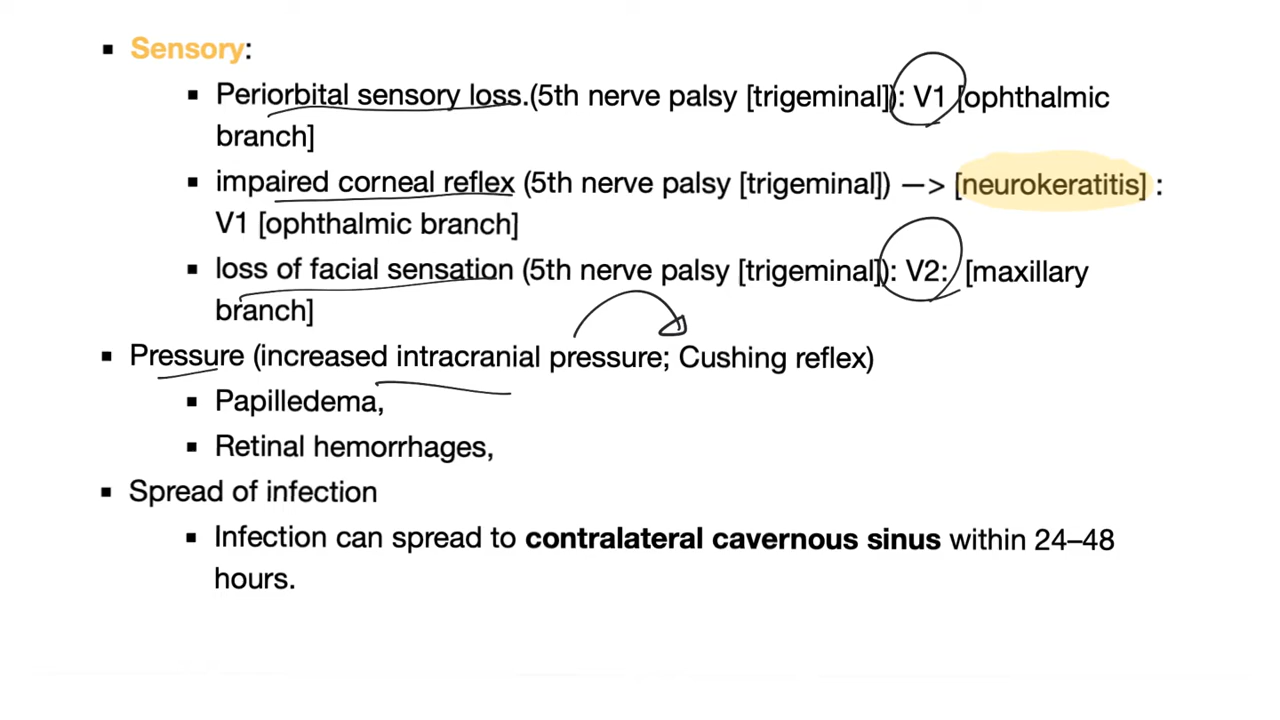 ▪ Sensory:
▪ Periorbital sensory loss.(5th nerve palsy [trigeminal]): V1 [ophthalmic
branch]
▪ impaired corneal reflex (5th nerve palsy [trigeminal]) —> [neurokeratitis] :
V1 [ophthalmic branch]
▪ loss of facial sensation (5th nerve palsy [trigeminal]): V2: [maxillary
branch]
▪ Pressure (increased intracranial pressure; Cushing reflex)
▪ Papilledema,
▪ Retinal hemorrhages,
▪ Spread of infection
▪ Infection can spread to contralateral cavernous sinus within 24–48
hours.